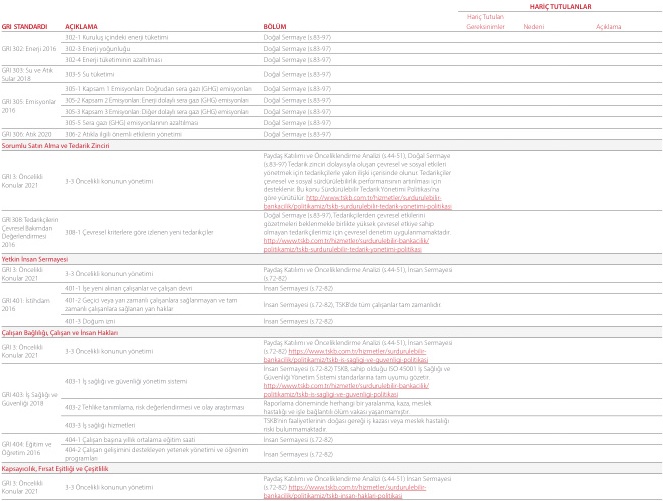 HARİÇ TUTULANLAR
GRI STANDARDI AÇIKLAMA BÖLÜM Hariç Tutulan Gereksinimler Nedeni Açıklama
GRI 302: Enerji 2016
302-1 Kuruluş içindeki enerji tüketimi Doğal Sermaye (s.83-97)
302-3 Enerji yoğunluğu Doğal Sermaye (s.83-97)
302-4 Enerji tüketiminin azaltılması Doğal Sermaye (s.83-97)
GRI 303: Su ve Atık
Sular 2018
303-5 Su tüketimi Doğal Sermaye (s.83-97)
GRI 305: Emisyonlar
2016
305-1 Kapsam 1 Emisyonları: Doğrudan sera gazı (GHG) emisyonları Doğal Sermaye (s.83-97)
305-2 Kapsam 2 Emisyonları: Enerji dolaylı sera gazı (GHG) emisyonları Doğal Sermaye (s.83-97)
305-3 Kapsam 3 Emisyonları: Diğer dolaylı sera gazı (GHG) emisyonları Doğal Sermaye (s.83-97)
305-5 Sera gazı (GHG) emisyonlarının azaltılması Doğal Sermaye (s.83-97)
GRI 306: Atık 2020 306-2 Atıkla ilgili önemli etkilerin yönetimi Doğal Sermaye (s.83-97)
Sorumlu Satın Alma ve Tedarik Zinciri
GRI 3: Öncelikli
Konular 2021
3-3 Öncelikli konunun yönetimi
Paydaş Katılımı ve Önceliklendirme Analizi (s.44-51), Doğal Sermaye
(s.83-97) Tedarik zinciri dolayısıyla oluşan çevresel ve sosyal etkileri
yönetmek için tedarikçilerle yakın ilişki içerisinde olunur. Tedarikçiler
çevresel ve sosyal sürdürülebilirlik performansının artırılması için
desteklenir. Bu konu Sürdürülebilir Tedarik Yönetimi Politikası'na
göre yürütülür. http://www.tskb.com.tr/hizmetler/surdurulebilir-
bankacilik/politikamiz/tskb-surdurulebilir-tedarik-yonetimi-politikasi
GRI 308: Tedarikçilerin
Çevresel Bakımdan
Değerlendirmesi
2016
308-1 Çevresel kriterlere göre izlenen yeni tedarikçiler
Doğal Sermaye (s.83-97), Tedarikçilerden çevresel etkilerini
gözetmeleri beklenmekle birlikte yüksek çevresel etkiye sahip
olmayan tedarikçilerimiz için çevresel denetim uygulanmamaktadır.
http://www.tskb.com.tr/hizmetler/surdurulebilir-bankacilik/
politikamiz/tskb-surdurulebilir-tedarik-yonetimi-politikasi
Yetkin İnsan Sermayesi
GRI 3: Öncelikli
Konular 2021
3-3 Öncelikli konunun yönetimi
Paydaş Katılımı ve Önceliklendirme Analizi (s.44-51), İnsan Sermayesi
(s.72-82)
GRI 401: İstihdam
2016
401-1 İşe yeni alınan çalışanlar ve çalışan devri İnsan Sermayesi (s.72-82)
401-2 Geçici veya yarı zamanlı çalışanlara sağlanmayan ve tam
zamanlı çalışanlara sağlanan yan haklar
İnsan Sermayesi (s.72-82), TSKB'de tüm çalışanlar tam zamanlıdır
401-3 Doğum izni İnsan Sermayesi (s.72-82)
Çalışan Bağlılığı, Çalışan ve İnsan Hakları
GRI 3: Öncelikli
Konular 2021
3-3 Öncelikli konunun yönetimi
Paydaş Katılımı ve Önceliklendirme Analizi (s.44-51), İnsan Sermayesi
(s.72-82) https://www.tskb.com.tr/hizmetler/surdurulebilir-
bankacilik/politikamiz/tskb-is-sagligi-ve-guvenligi-politikasi
GRI 403: İş Sağlığı ve
Güvenliği 2018
403-1 İş sağlığı ve güvenliği yönetim sistemi
İnsan Sermayesi (s.72-82) TSKB, sahip olduğu ISO 45001 İş Sağlığı ve
Güvenliği Yönetim Sistemi standarlarına tam uyumu gözetir.
http://www.tskb.com.tr/hizmetler/surdurulebilir-bankacilik/
politikamiz/tskb-is-sagligi-ve-guvenligi-politikasi
403-2 Tehlike tanımlama, risk değerlendirmesi ve olay araştırması
Raporlama döneminde herhangi bir yaralanma, kaza, meslek
hastalığı ve işle bağlantılı ölüm vakası yaşanmamıştır.
403-3 İş sağlığı hizmetleri
TSKB'nin faaliyetlerinin doğası gereği iş kazası veya meslek hastalığı
riski bulunmamaktadır.
GRI 404: Eğitim ve
Öğretim 2016
404-1 Çalışan başına yıllık ortalama eğitim saati İnsan Sermayesi (s.72-82)
404-2 Çalışan gelişimini destekleyen yetenek yönetimi ve öğrenim
programları
İnsan Sermayesi (s.72-82)
Kapsayıcılık, Fırsat Eşitliği ve Çeşitlilik
GRI 3: Öncelikli
Konular 2021
3-3 Öncelikli konunun yönetimi
Paydaş Katılımı ve Önceliklendirme Analizi (s.44-51) İnsan Sermayesi
(s.72-82) https://www.tskb.com.tr/hizmetler/surdurulebilir-
bankacilik/politikamiz/tskb-insan-haklari-politikasi